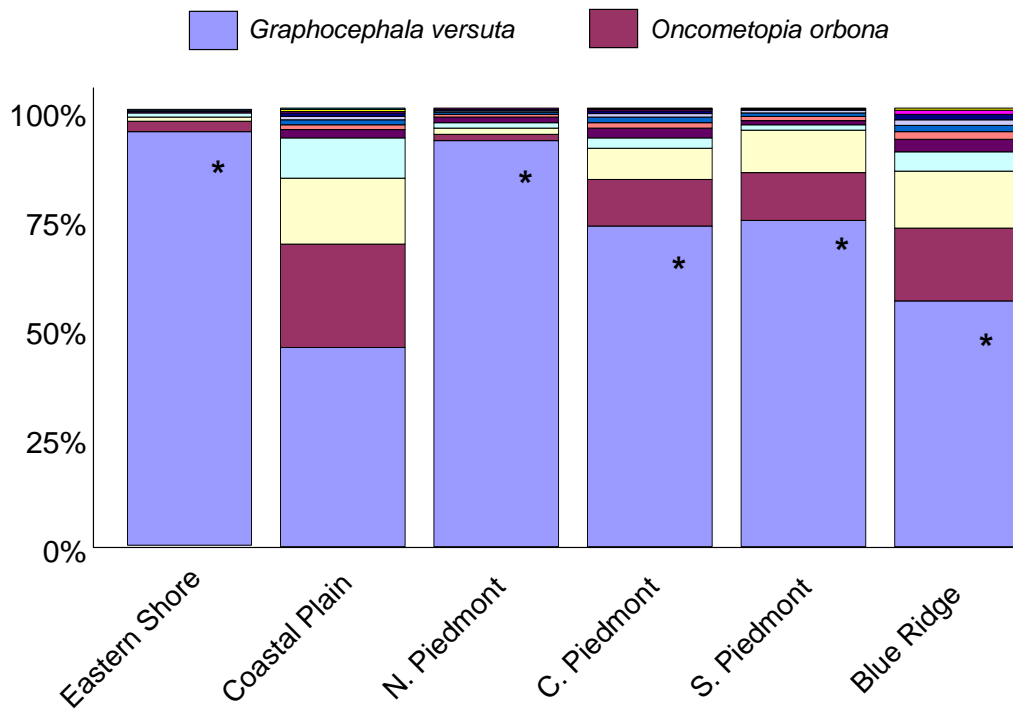 Graphocephala versuta Oncometopia orbona
100%
75%
50%
25%
0%
*
*
*
*
*
Eastern Shore
Coastal Plain
N. Piedmont
C. Piedmont
S. Piedmont
Blue Ridge